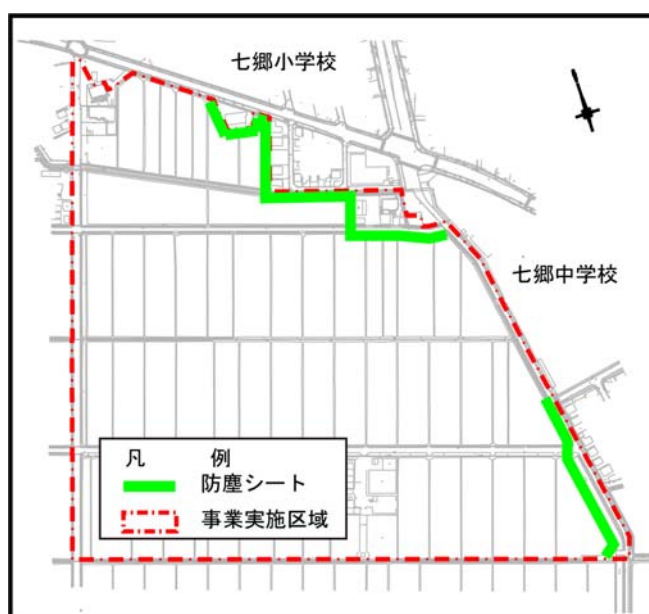 七郷小学校
七郷中学校
凡 例
防塵シート
事業実施区域